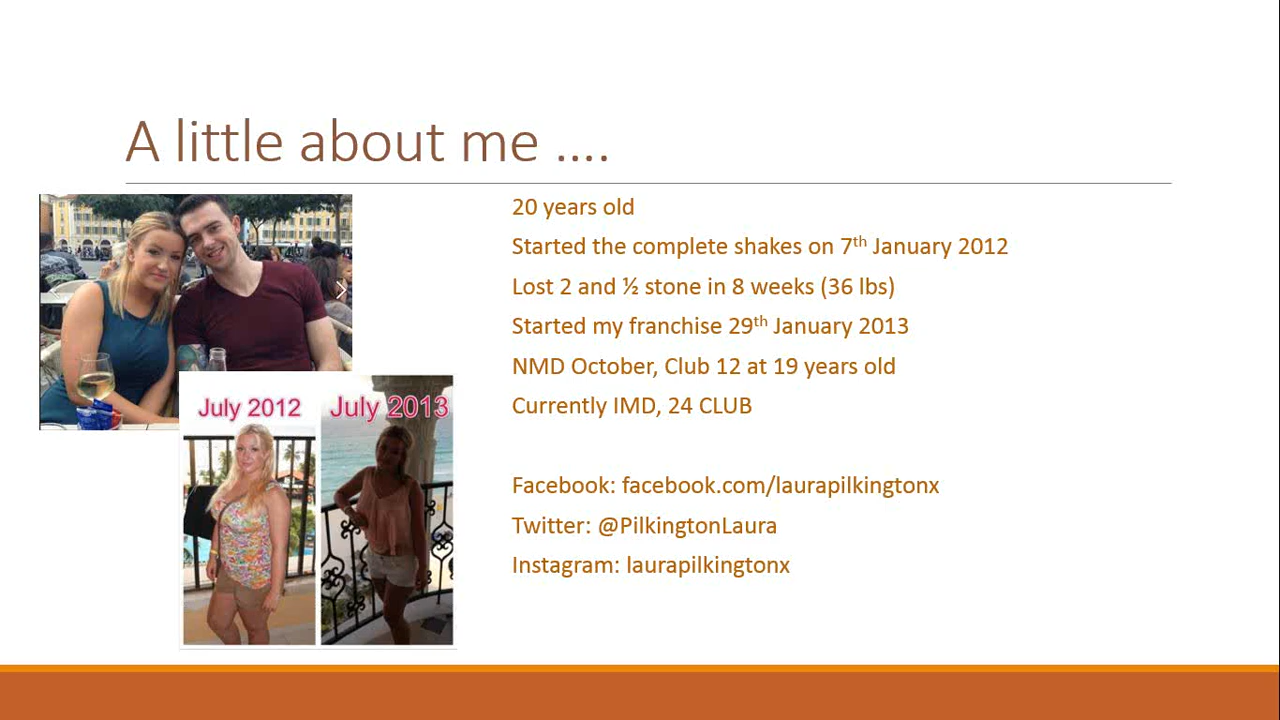 A little about me ....
20 years old
Started the complete shakes on 7th January 2012
Lost 2 and ½ stone in 8 weeks (36 lbs)
Started my franchise 29th January 2013
NMD October, Club 12 at 19 years old
Currently IMD, 24 CLUB
July 2012
July 2013
Facebook: facebook.com/laurapilkingtonx
Twitter: @PilkingtonLaura
Instagram: laurapilkingtonx